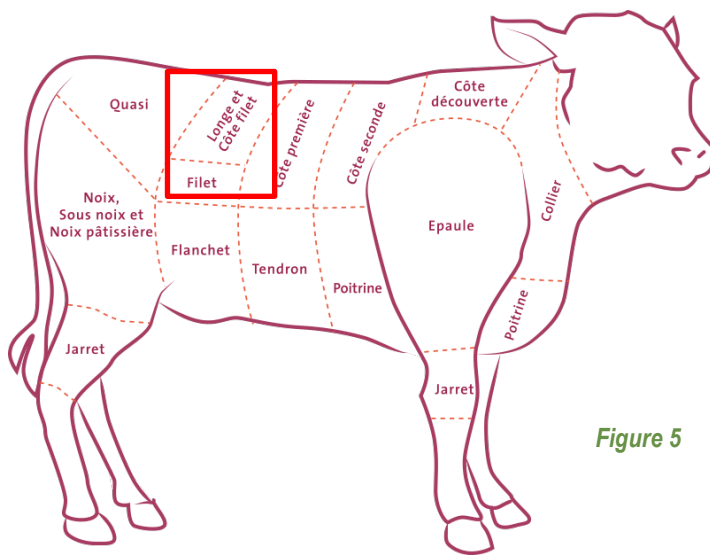 Quasi
Longe et
Côte filet
Filet
Côte première
Côte seconde
Côte
découverte
Collier
Noix,
Sous noix et
Noix pâtissière
Flanchet
Tendron
Poitrine
Epaule
Poitrine
Jarret
Jarret
Figure 5